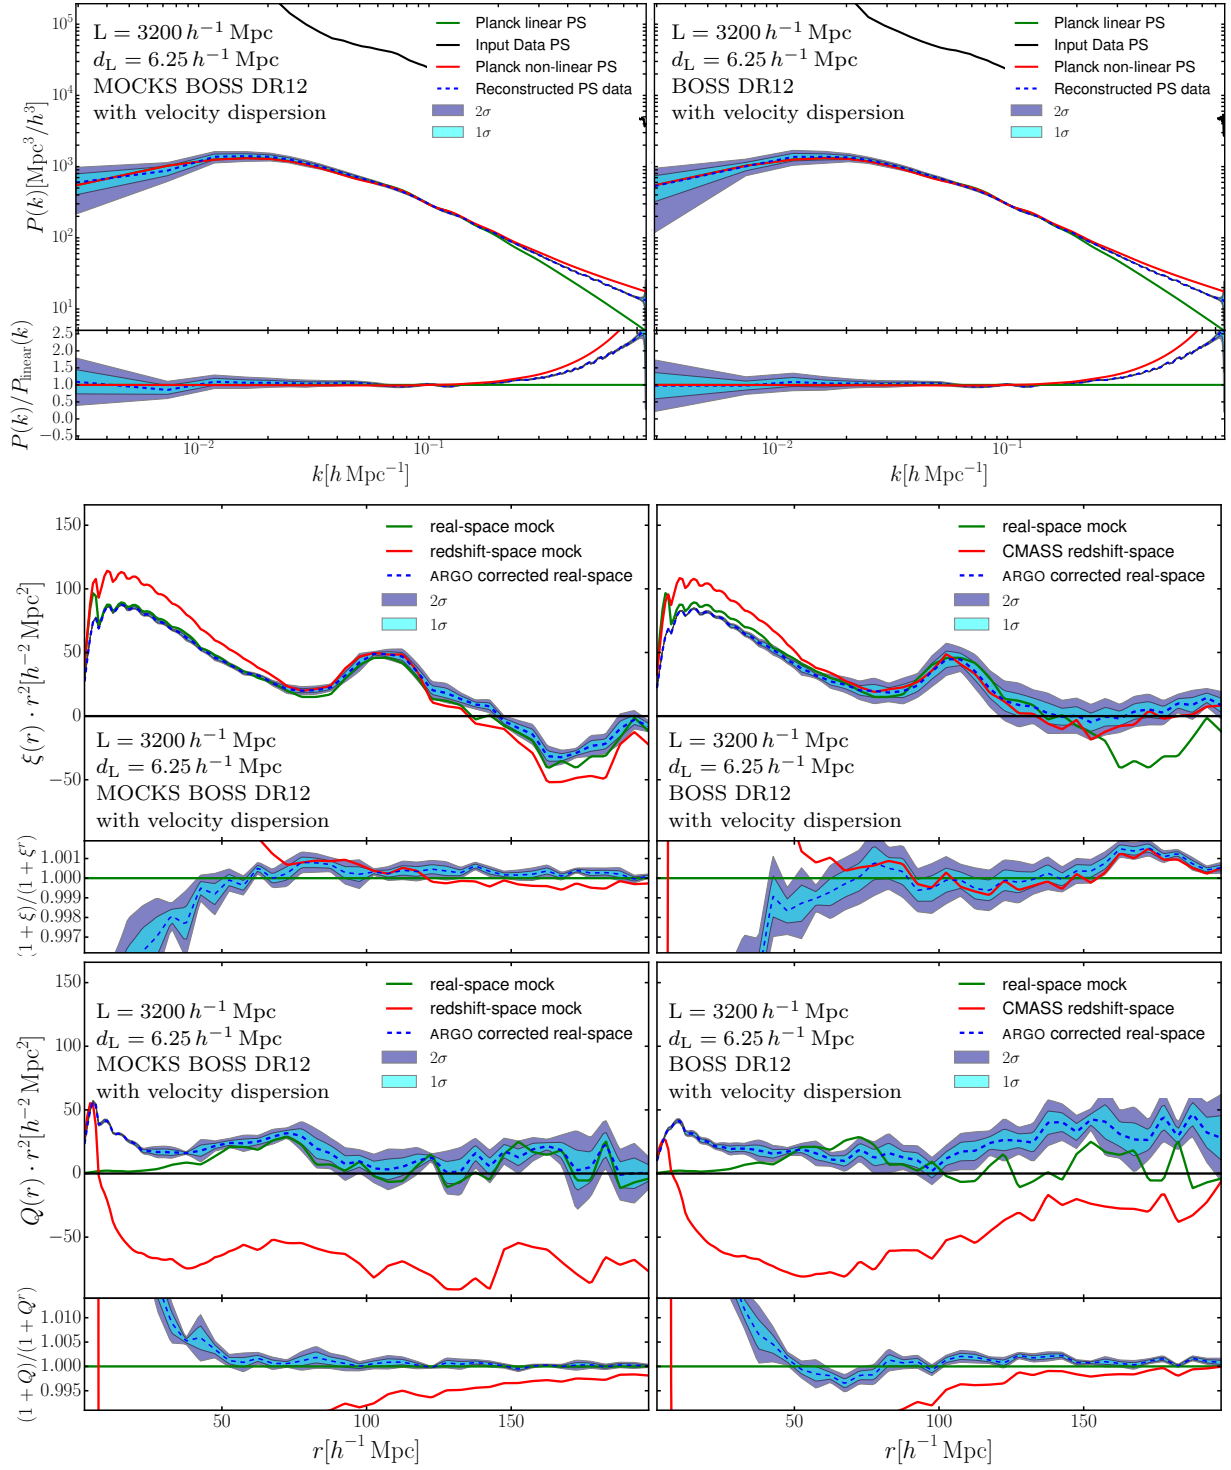 L = 3200 h⁻¹ Mpc
d_L = 6.25 h⁻¹ Mpc
MOCKS BOSS DR12
with velocity dispersion
Planck linear PS
Input Data PS
Planck non-linear PS
Reconstructed PS data
2σ
1σ
10⁵
10⁴
10³
10²
10¹
P(k)[Mpc³/h³]
L = 3200 h⁻¹ Mpc
d_L = 6.25 h⁻¹ Mpc
BOSS DR12
with velocity dispersion
Planck linear PS
Input Data PS
Planck non-linear PS
Reconstructed PS data
2σ
1σ
2.5
2.0
1.5
1.0
0.5
0.0
−0.5
P(k)/P_linear(k)
10⁻² 10⁻¹
k[h Mpc⁻¹]
10⁻² 10⁻¹
k[h Mpc⁻¹]
real-space mock
redshift-space mock
ARGO corrected real-space
2σ
1σ
150
100
50
0
−50
ξ(r) · r²[h⁻² Mpc²]
L = 3200 h⁻¹ Mpc
d_L = 6.25 h⁻¹ Mpc
MOCKS BOSS DR12
with velocity dispersion
real-space mock
CMASS redshift-space
ARGO corrected real-space
2σ
1σ
L = 3200 h⁻¹ Mpc
d_L = 6.25 h⁻¹ Mpc
BOSS DR12
with velocity dispersion
1.001
1.000
0.999
0.998
0.997
(1 + ξ)/(1 + ξʳ)
L = 3200 h⁻¹ Mpc
d_L = 6.25 h⁻¹ Mpc
MOCKS BOSS DR12
with velocity dispersion
real-space mock
redshift-space mock
ARGO corrected real-space
2σ
1σ
150
100
50
0
−50
Q(r) · r²[h⁻² Mpc²]
L = 3200 h⁻¹ Mpc
d_L = 6.25 h⁻¹ Mpc
BOSS DR12
with velocity dispersion
real-space mock
CMASS redshift-space
ARGO corrected real-space
2σ
1σ
1.010
1.005
1.000
0.995
(1 + Q)/(1 + Qʳ)
50 100 150
r[h⁻¹ Mpc]
50 100 150
r[h⁻¹ Mpc]